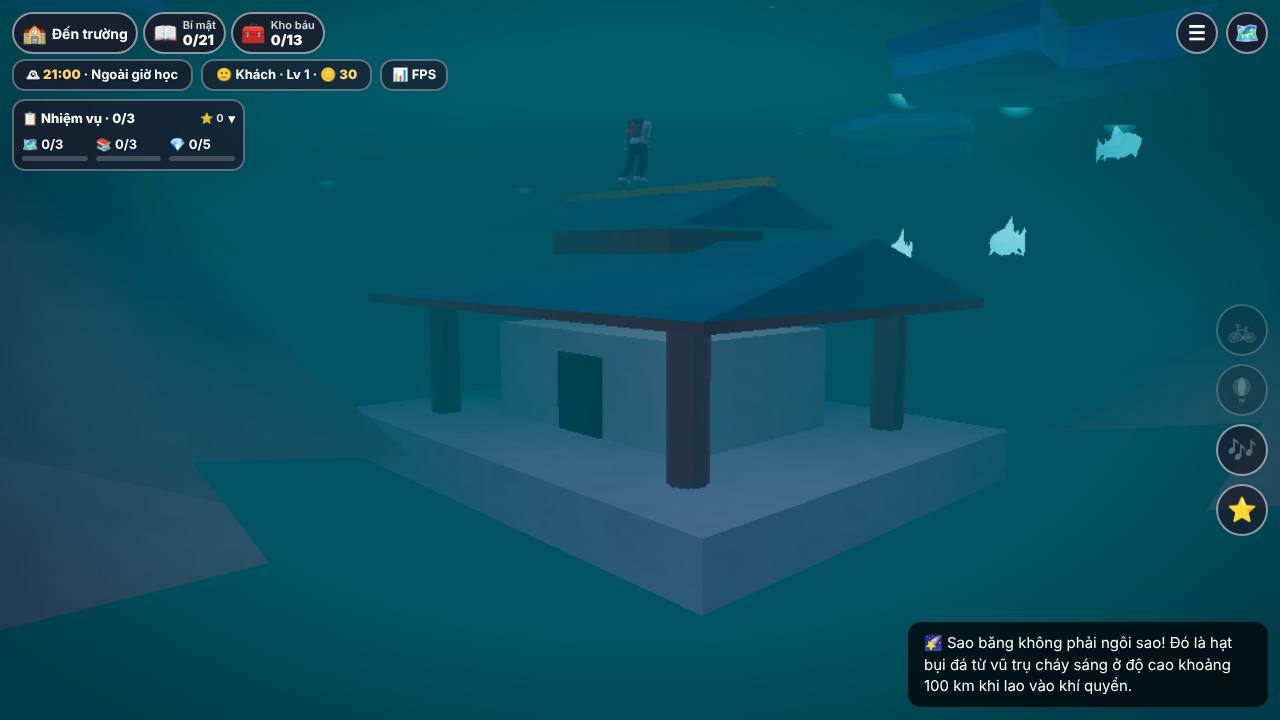 Đến trường
Bí mật
0/21
Kho báu
0/13
21:00 · Ngoài giờ học
Khách · Lv 1 · 30
FPS
Nhiệm vụ · 0/3
0
0/3
0/3
0/5
Sao băng không phải ngôi sao! Đó là hạt
bụi đá từ vũ trụ cháy sáng ở độ cao khoảng
100 km khi lao vào khí quyển.